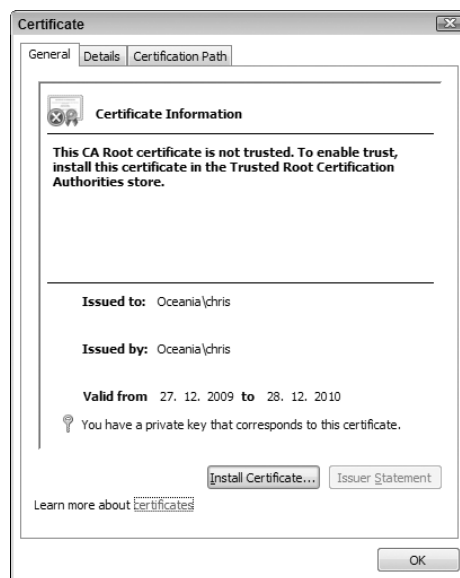 Certificate
General Details Certification Path
Certificate Information
This CA Root certificate is not trusted. To enable trust,
install this certificate in the Trusted Root Certification
Authorities store.
Issued to: Oceania\chris
Issued by: Oceania\chris
Valid from 27. 12. 2009 to 28. 12. 2010
You have a private key that corresponds to this certificate.
Install Certificate... Issuer Statement
Learn more about certificates
OK